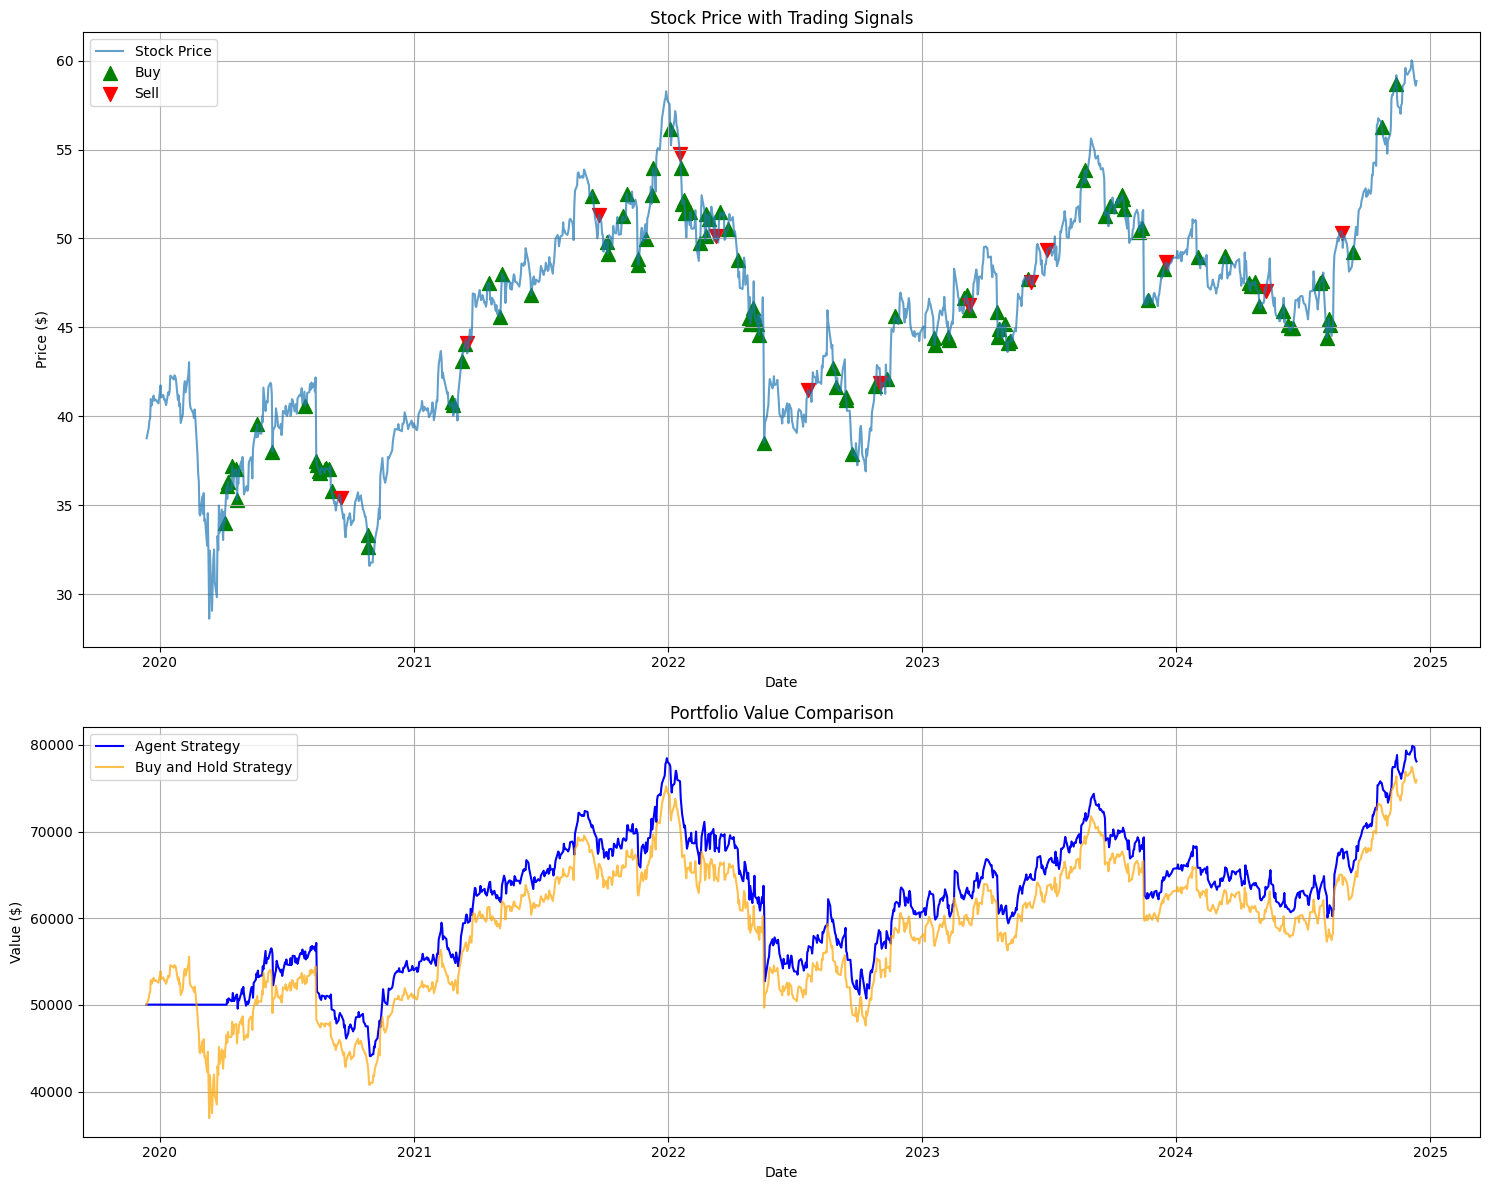 Stock Price with Trading Signals
Stock Price
Buy
Sell
60
55
50
45
40
35
30
Price ($)
2020 2021 2022 2023 2024 2025
Date
Portfolio Value Comparison
Agent Strategy
Buy and Hold Strategy
80000
70000
60000
50000
40000
Value ($)
2020 2021 2022 2023 2024 2025
Date